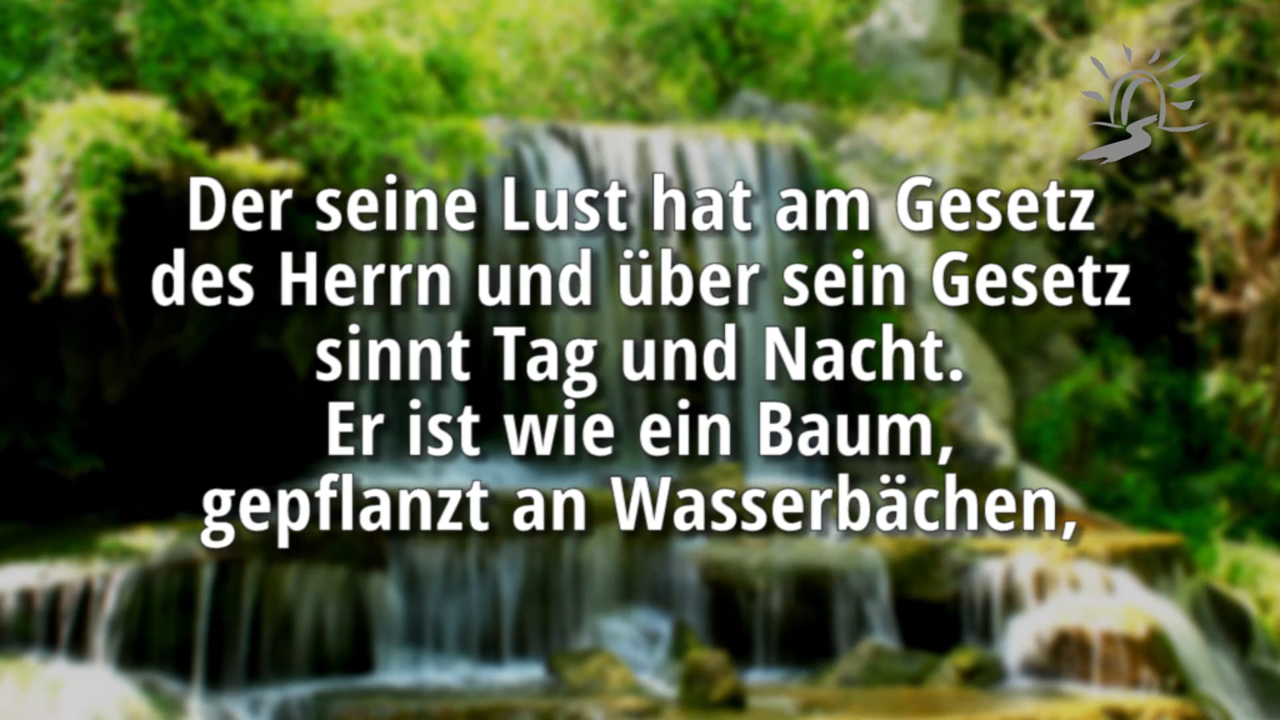 Der seine Lust hat am Gesetz
des Herrn und über sein Gesetz
sinnt Tag und Nacht.
Er ist wie ein Baum,
gepflanzt an Wasserbächen,